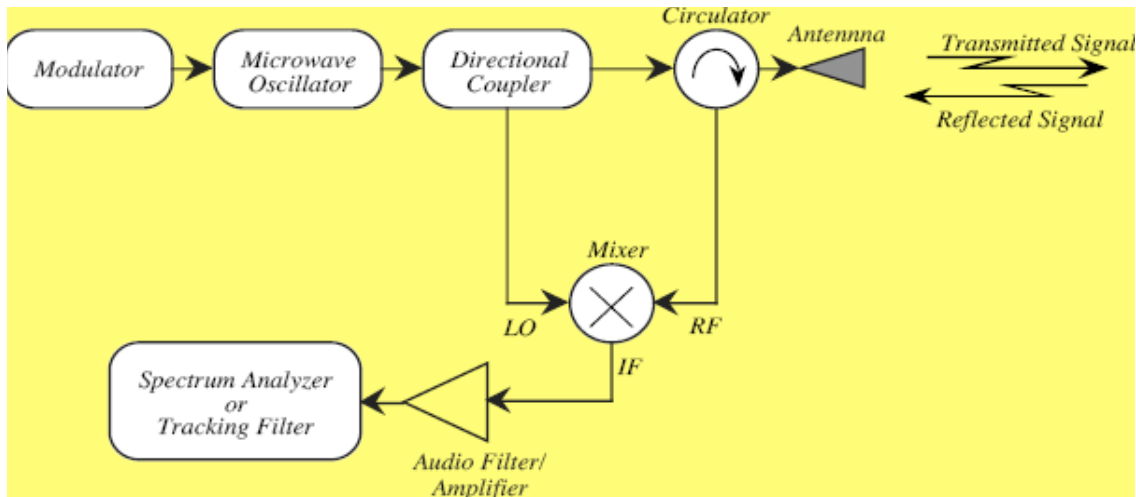 Circulator
Antennna
Modulator
Microwave
Oscillator
Directional
Coupler
Transmitted Signal
Reflected Signal
Mixer
LO
RF
IF
Spectrum Analyzer
or
Tracking Filter
Audio Filter/
Amplifier